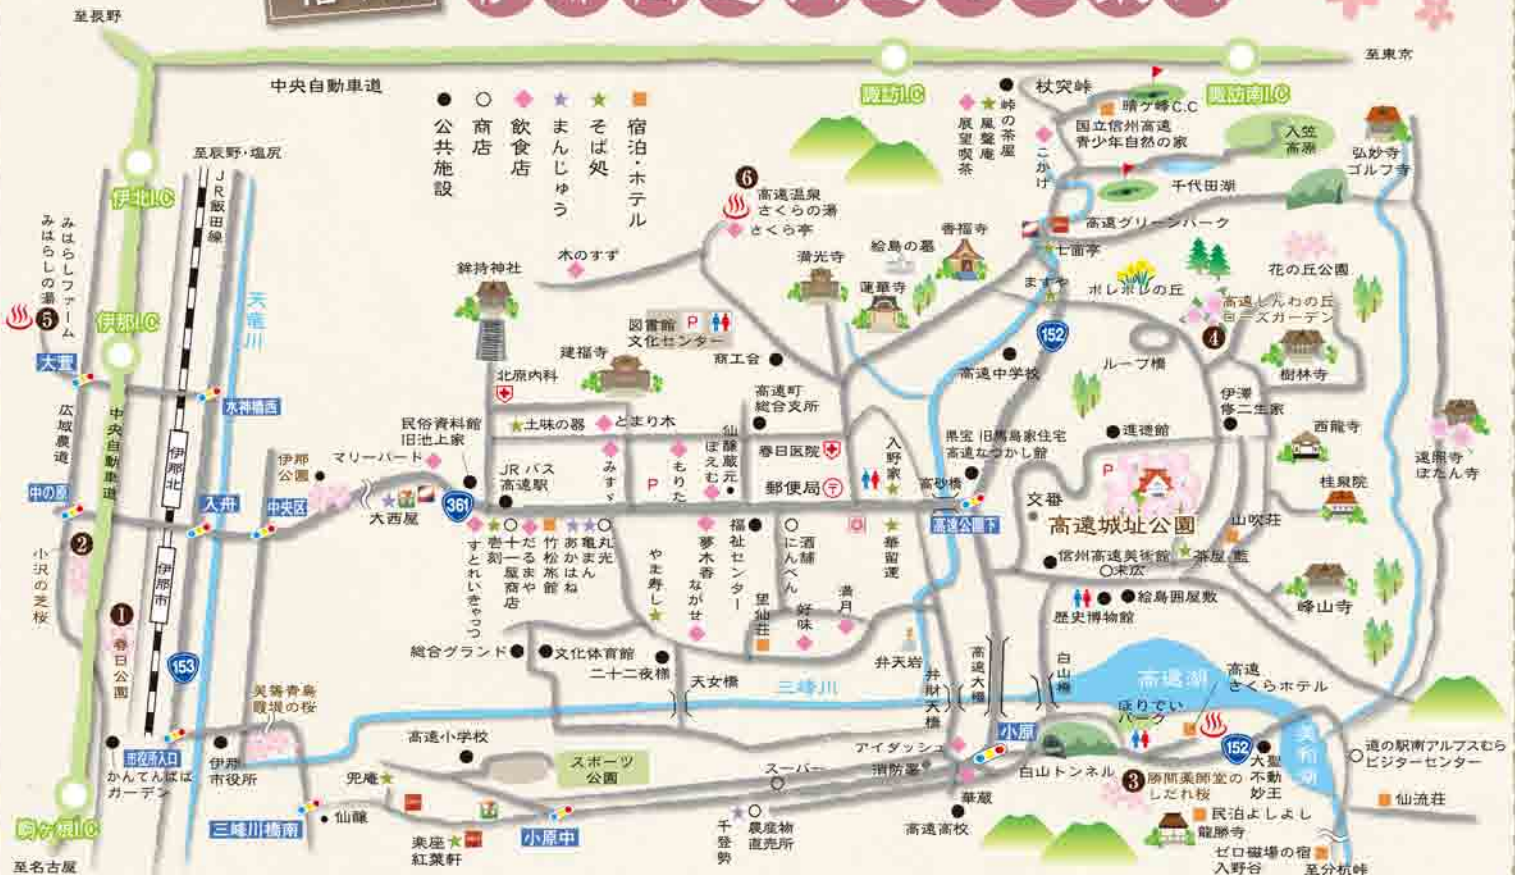 至長野
中央自動車道
諏訪I.C
諏訪南I.C
至東京
至辰野・塩尻
JR飯田線
伊北I.C
伊那I.C
駒ヶ根I.C
至名古屋
天竜川
みはらしファーム
みはらしの湯
5
大萱
水神橋西
広域農道
中央自動車道
伊那北
中の原
入舟
中央区
2
小沢の芝桜
1
春日公園
伊那市
153
市役所入口
かんてんぱぱ
ガーデン
伊那
市役所
美篶青島
霞堤の桜
三峰川橋南
仙醸
公共施設
商店
飲食店
まんじゅう
そば処
宿泊・ホテル
6
高遠温泉
さくらの湯
さくら亭
木のすず
鉾持神社
満光寺
絵島の墓
蓮華寺
香福寺
図書館
文化センター
P
建福寺
商工会
北原内科
高遠町
総合支所
民俗資料館
旧池上家
土味の器
とまり木
仙醸蔵元
ぽえむ
春日医院
入野家
伊那
公園
マリーバード
JRバス
高遠駅
みすゞ
P
もりた
郵便局
大西屋
361
すとれいきゃっつ
壱刻
十一屋商店
だるまや
竹松旅館
あかはね
亀まん
丸光
やま寿し
夢木香
ながせ
福祉センター
望仙荘
酒舗
にんべん
好味
満月
華留運
総合グランド
文化体育館
二十二夜様
天女橋
三峰川
弁天岩
弁財天橋
高遠大橋
白山橋
杖突峠
峠の茶屋
風聲庵
展望喫茶
晴ケ峰C.C
国立信州高遠
青少年自然の家
こかげ
入笠
高原
弘妙寺
ゴルフ寺
千代田湖
高遠グリーンパーク
七面亭
ますや
ポレポレの丘
花の丘公園
高遠しんわの丘
ローズガーデン
4
152
ループ橋
樹林寺
高遠中学校
伊澤
修二生家
進徳館
西龍寺
遠照寺
ぼたん寺
県宝 旧馬島家住宅
高遠なつかし館
高砂橋
高遠公園下
交番
P
高遠城址公園
桂泉院
山吹荘
信州高遠美術館
茶屋 藍
末広
絵島囲屋敷
歴史博物館
峰山寺
高遠湖
高遠
さくらホテル
ほりでい
パーク
小原
152
美和湖
アイダッシュ
消防署
白山トンネル
3
勝間薬師堂の
しだれ桜
大聖
不動
妙王
道の駅南アルプスむら
ビジターセンター
仙流荘
高遠小学校
スポーツ
公園
兜庵
スーパー
華蔵
高遠高校
小原中
楽座
紅葉軒
千登勢
農産物
直売所
民泊よしよし
龍勝寺
ゼロ磁場の宿
入野谷
至分杭峠